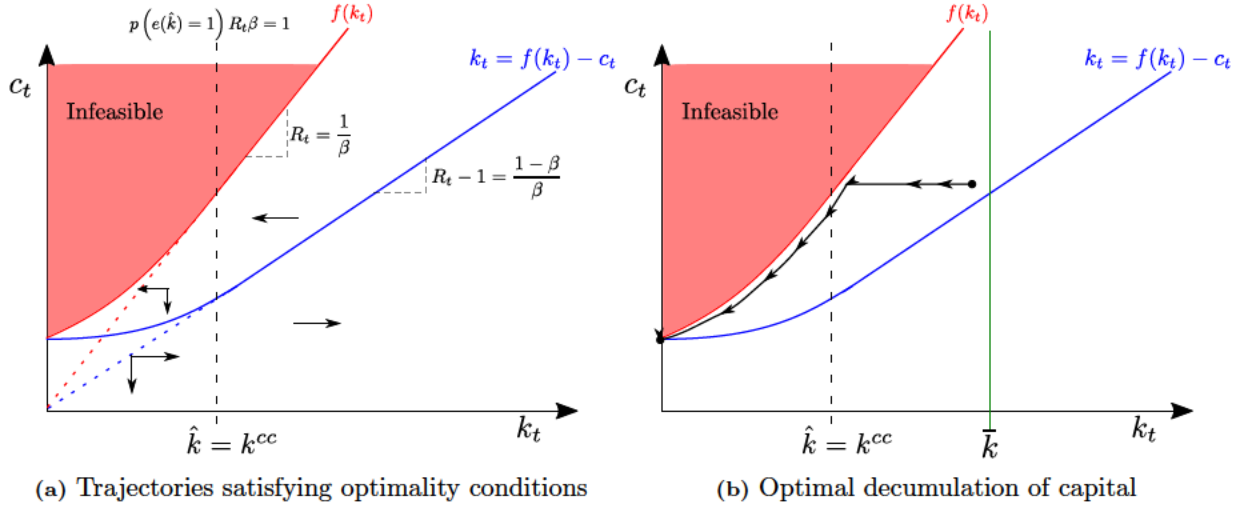 p(e(k̂) = 1) R_tβ = 1
f(k_t)
k_t = f(k_t) − c_t
c_t
Infeasible
R_t = 1/β
R_t − 1 = (1 − β)/β
k̂ = k^{cc}
k_t
(a) Trajectories satisfying optimality conditions
f(k_t)
k_t = f(k_t) − c_t
c_t
Infeasible
k̂ = k^{cc}
k̄
k_t
(b) Optimal decumulation of capital